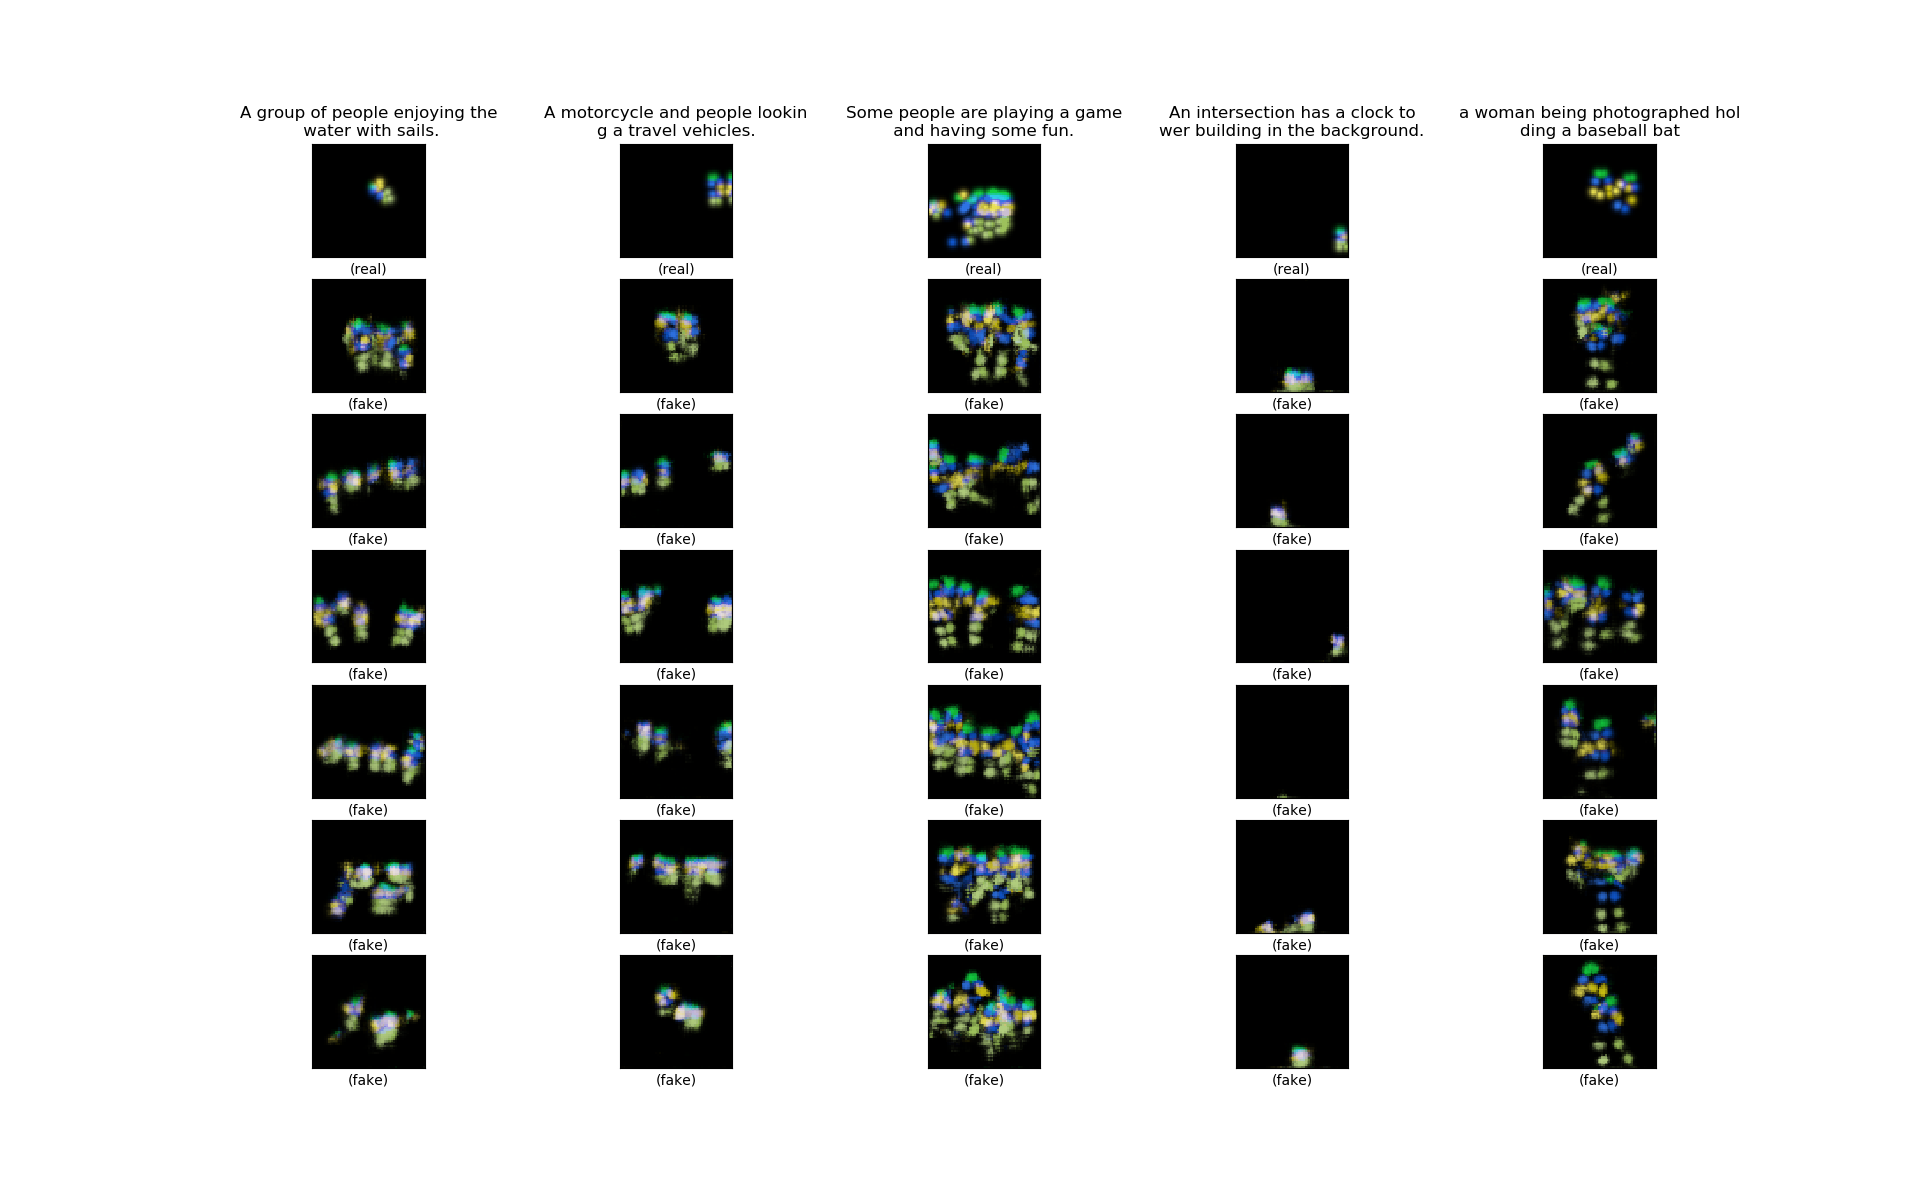 A group of people enjoying the
water with sails.
A motorcycle and people lookin
g a travel vehicles.
Some people are playing a game
and having some fun.
An intersection has a clock to
wer building in the background.
a woman being photographed hol
ding a baseball bat
(real) (real) (real) (real) (real)
(fake) (fake) (fake) (fake) (fake)
(fake) (fake) (fake) (fake) (fake)
(fake) (fake) (fake) (fake) (fake)
(fake) (fake) (fake) (fake) (fake)
(fake) (fake) (fake) (fake) (fake)
(fake) (fake) (fake) (fake) (fake)